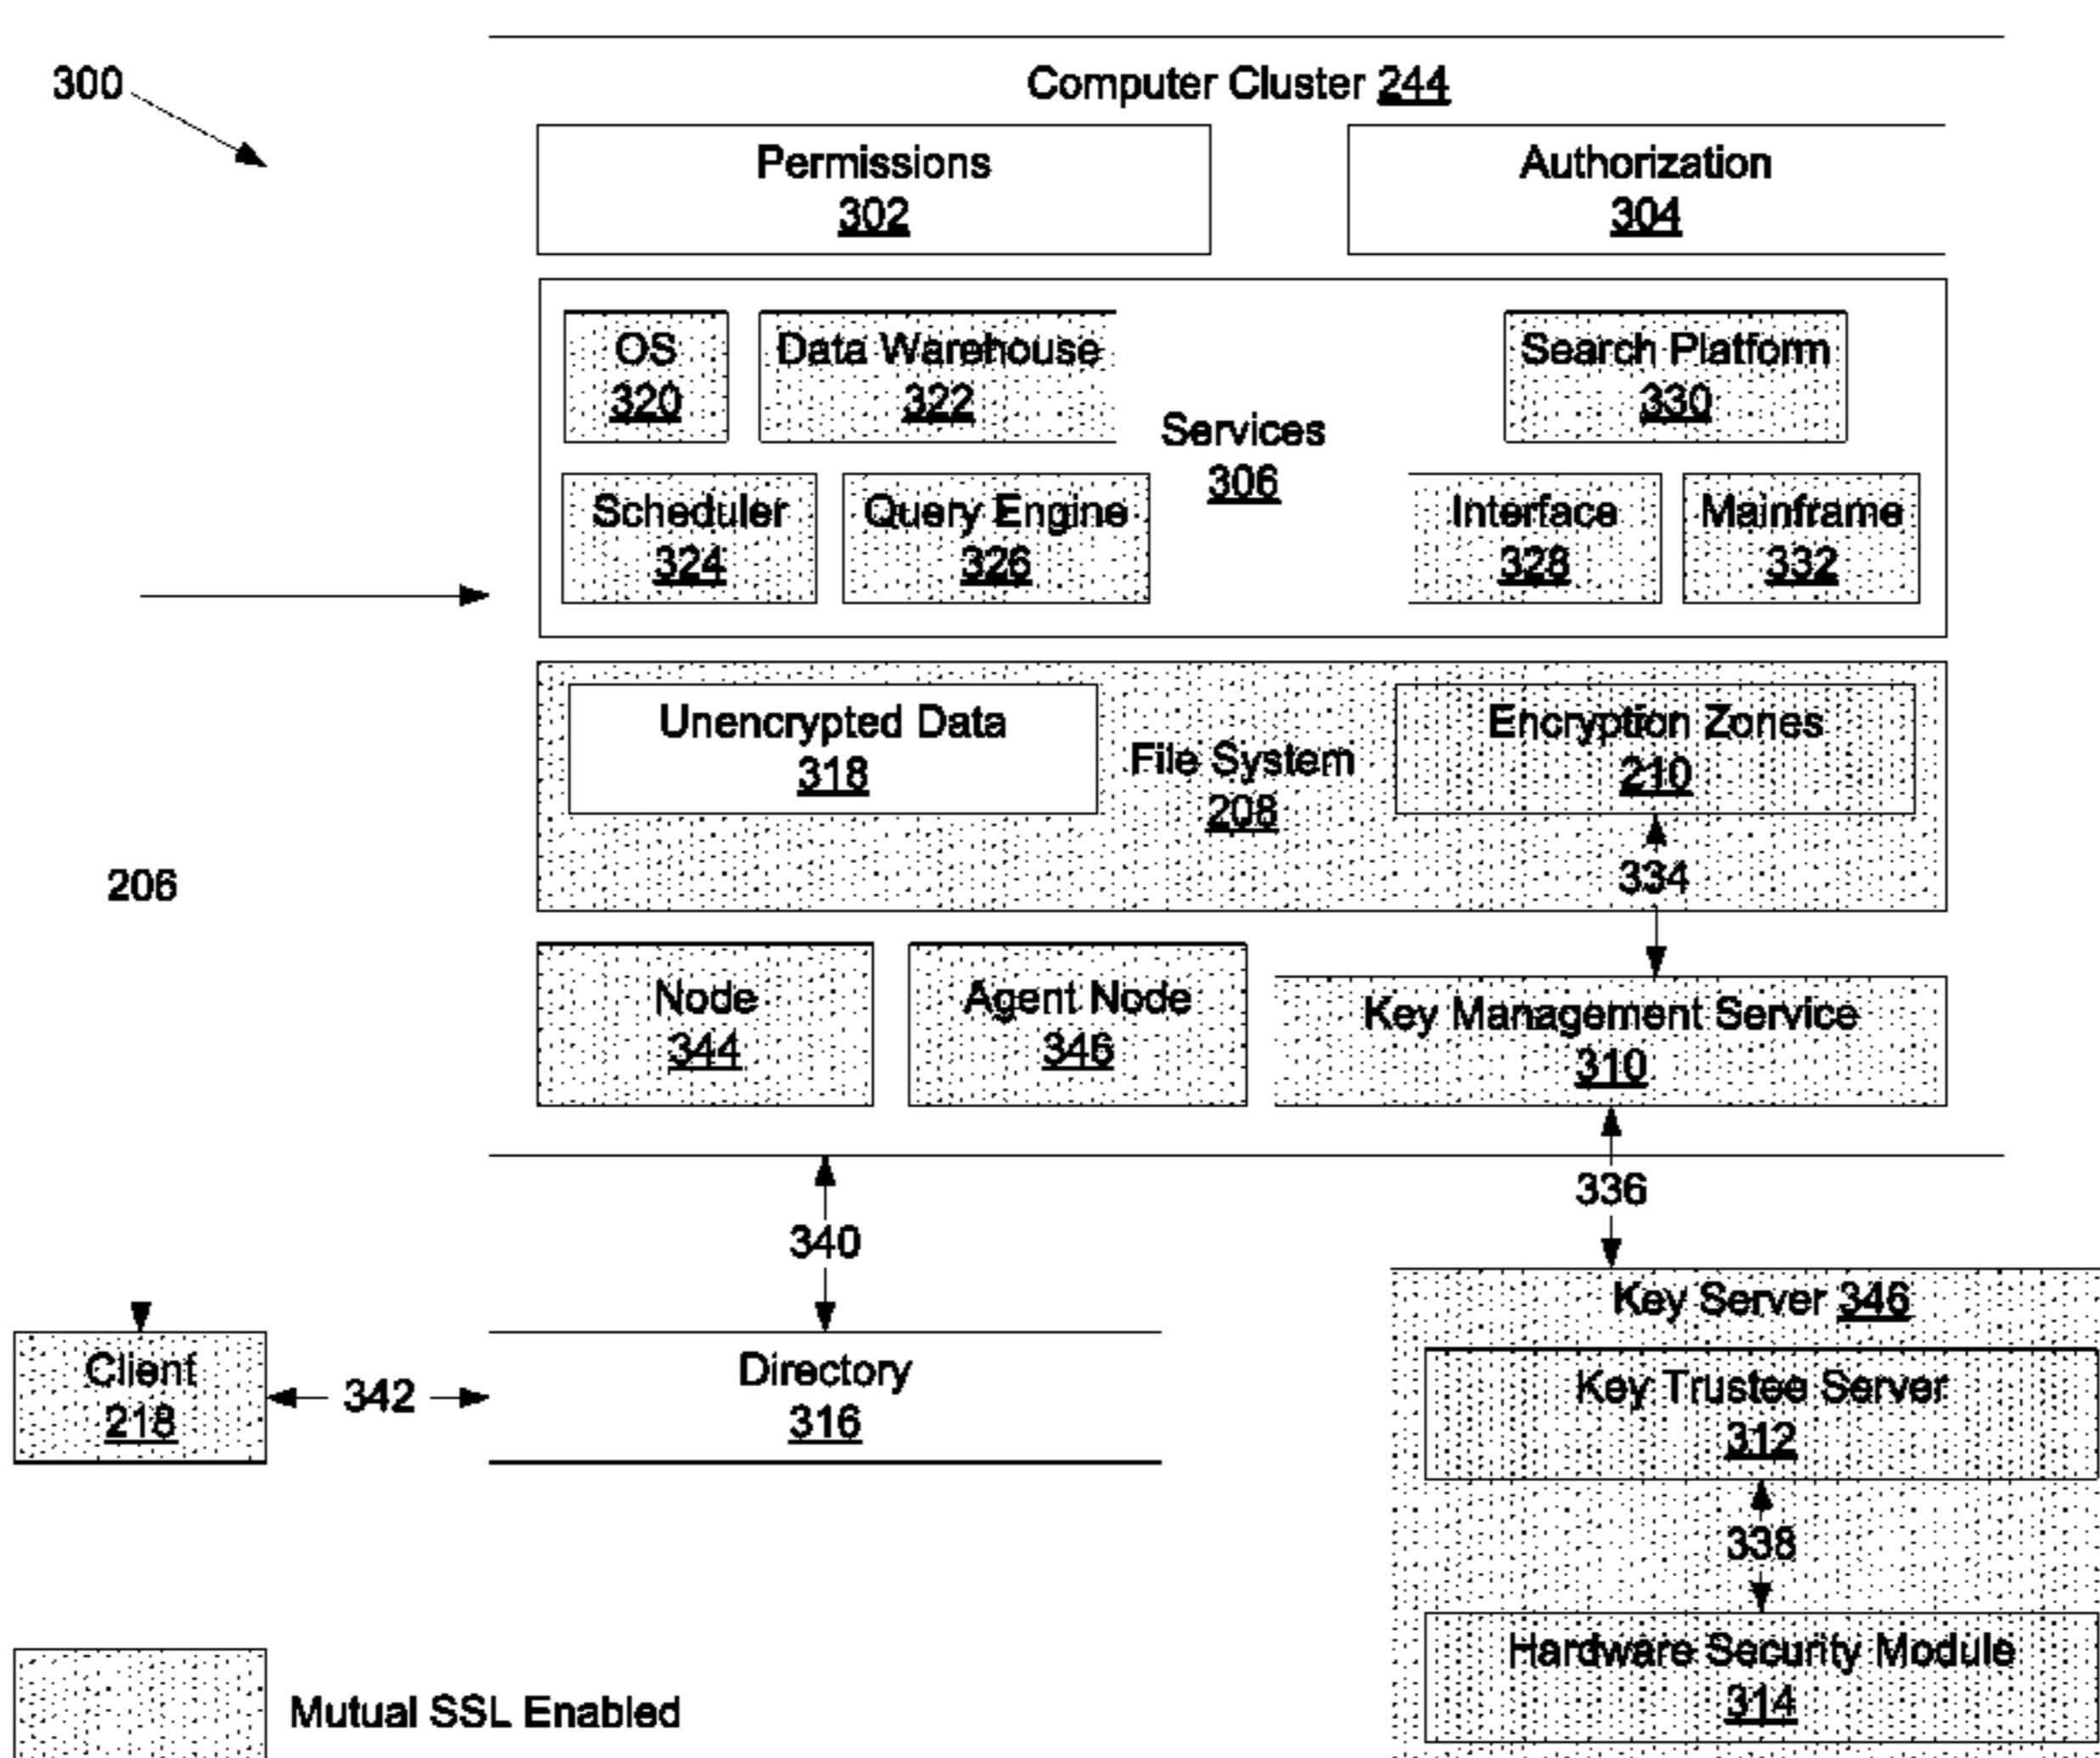 300
Computer Cluster 244
Permissions
302
Authorization
304
OS
320
Data Warehouse
322
Search Platform
330
Services
306
Scheduler
324
Query Engine
326
Interface
328
Mainframe
332
Unencrypted Data
318
File System
208
Encryption Zones
210
334
206
Node
344
Agent Node
346
Key Management Service
310
336
340
Key Server 346
Client
218
342
Directory
316
Key Trustee Server
312
338
Hardware Security Module
314
Mutual SSL Enabled